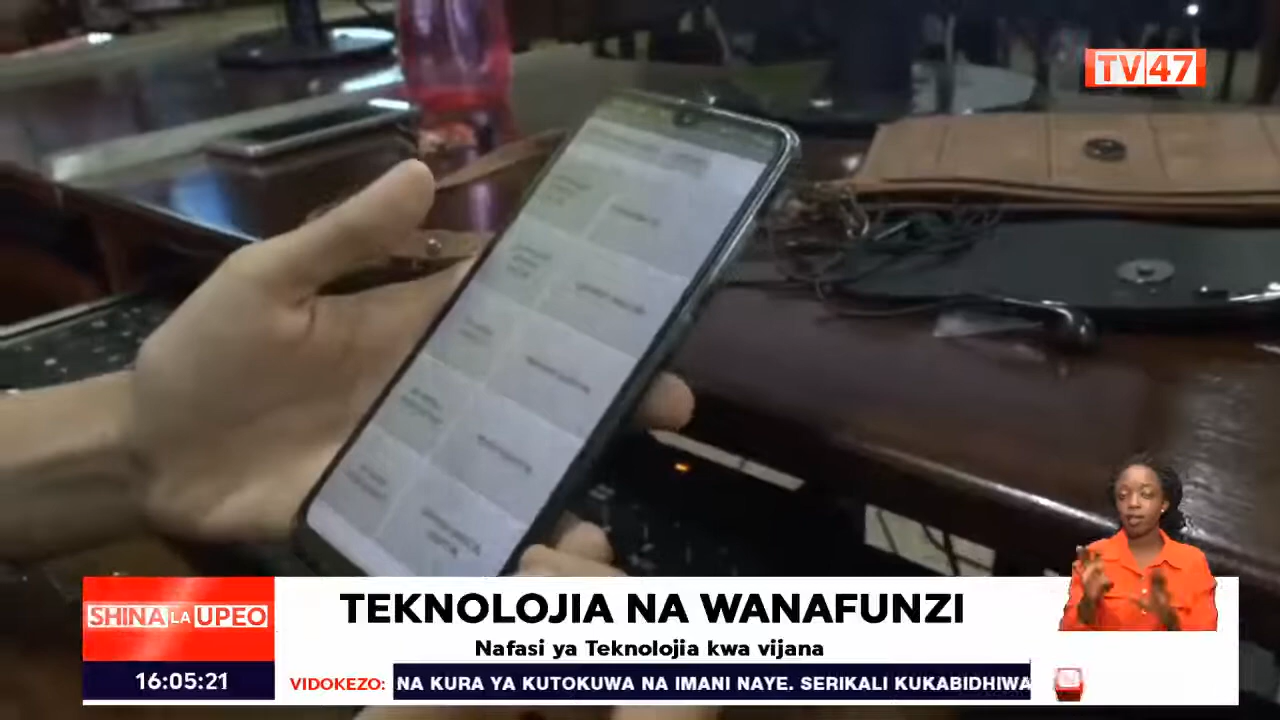 TV47
TEKNOLOJIA NA WANAFUNZI
SHINA LA UPEO
Nafasi ya Teknolojia kwa vijana
16:05:21
VIDOKEZO: NA KURA YA KUTOKUWA NA IMANI NAYE. SERIKALI KUKABIDHIWA